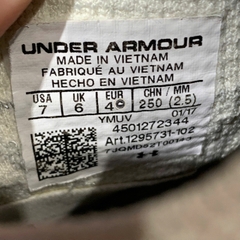 UNDER ARMOUR
MADE IN VIETNAM
FABRIQUÉ AU VIETNAM
HECHO EN VIETNAM
USA UK EUR CHN / MM
7 6 250 (2.5)
YMUV 01/17
4501272344
Art.1295731-102